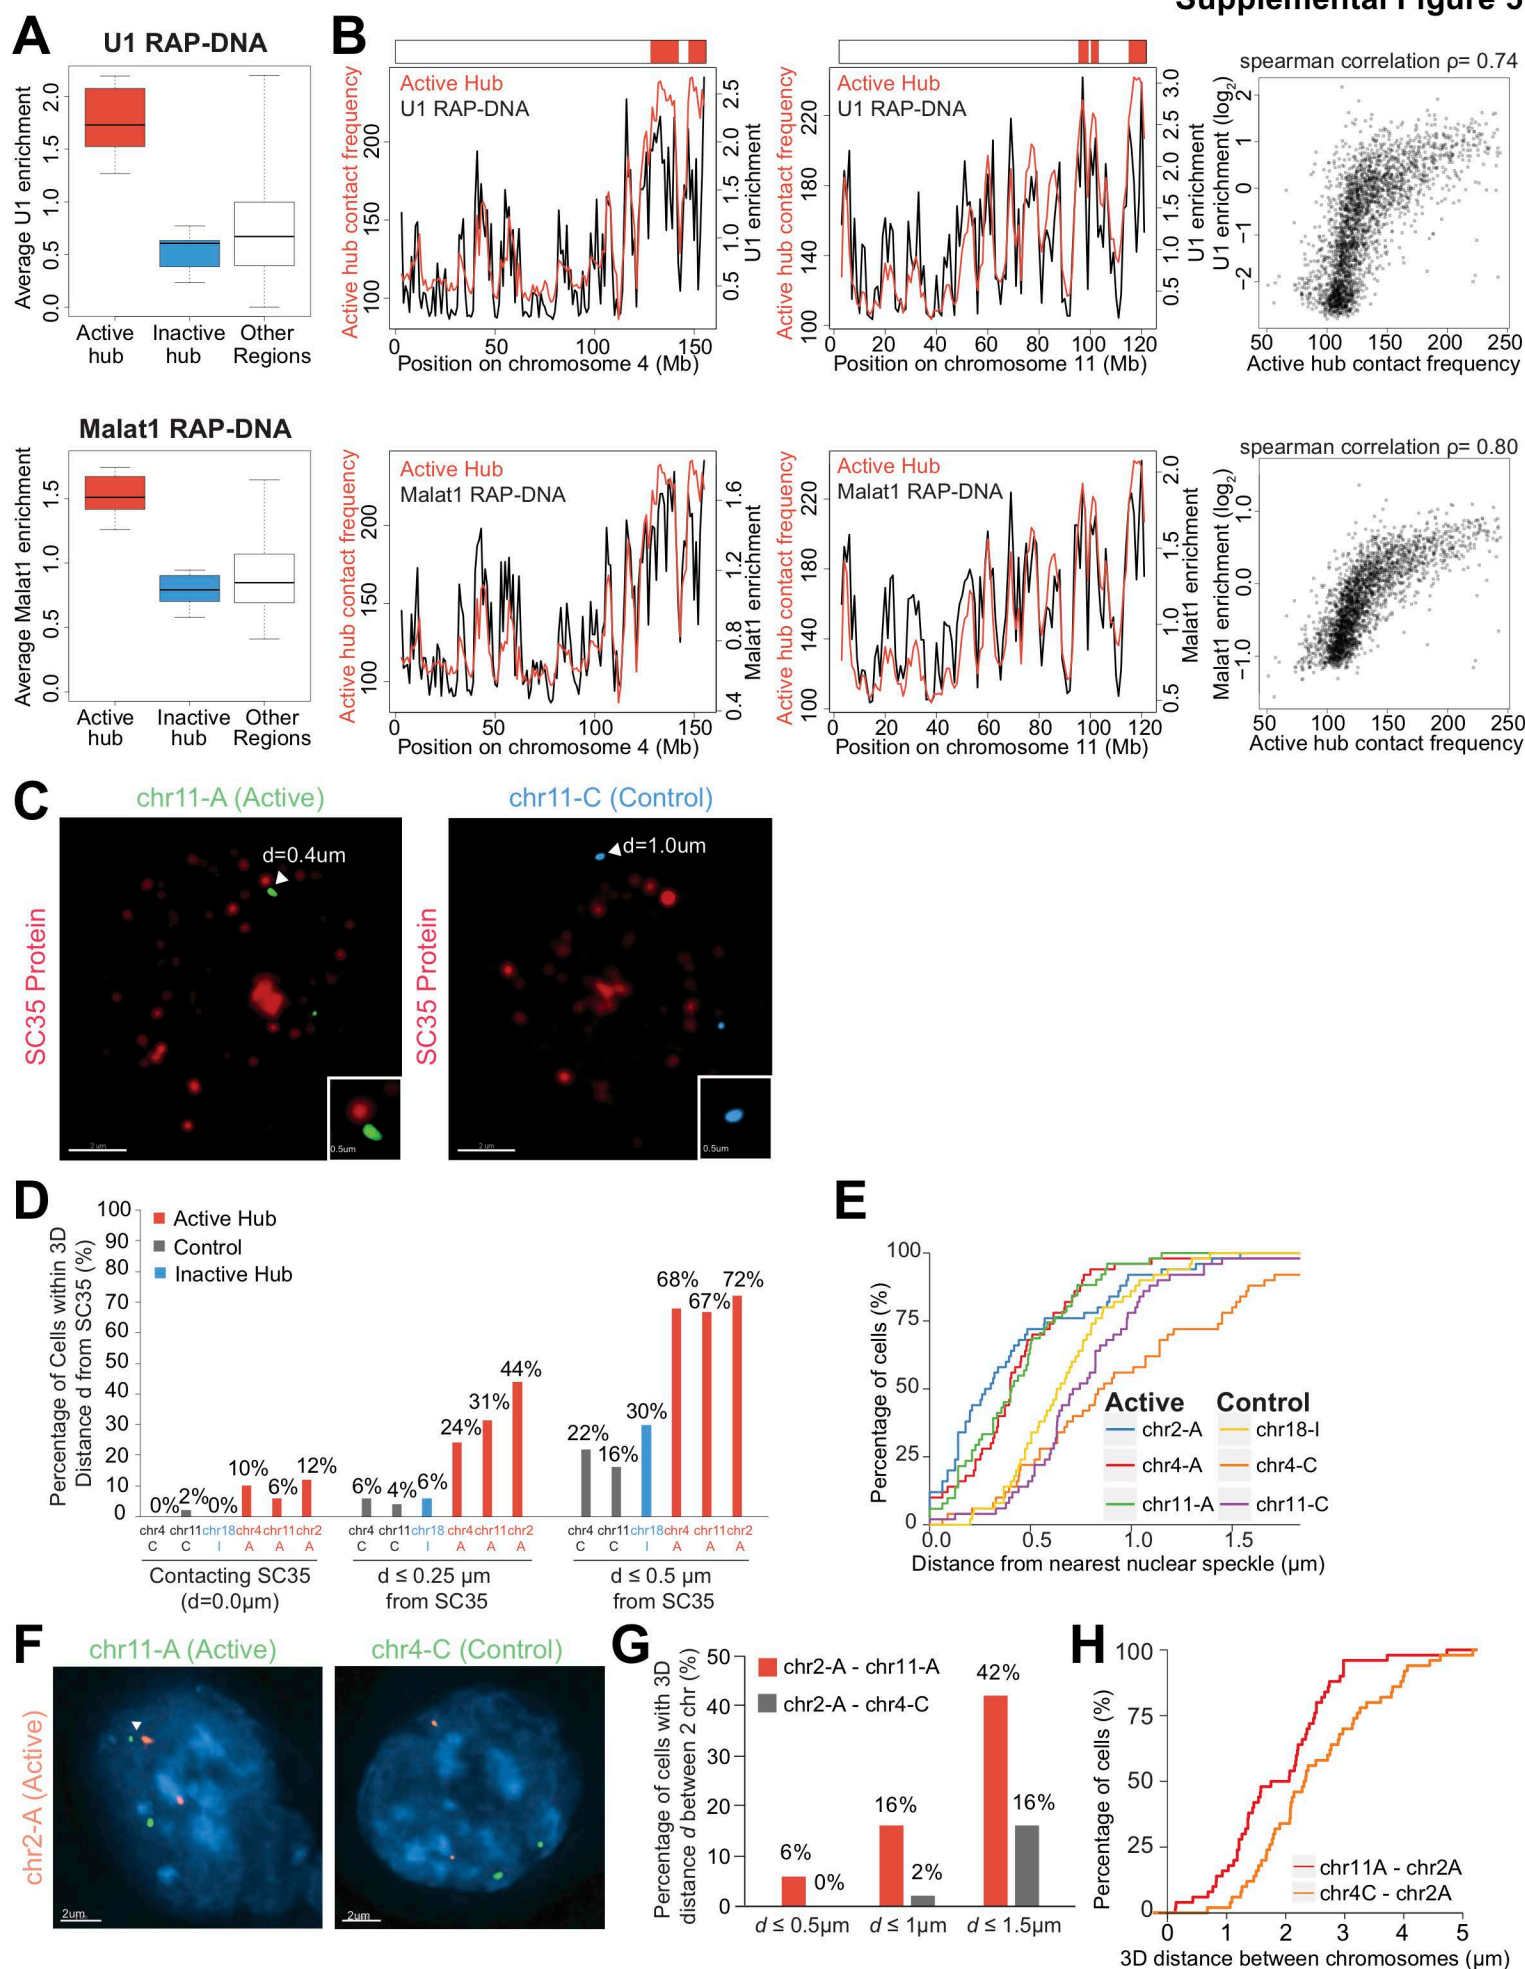 Supplemental Figure 5
A
U1 RAP-DNA
Average U1 enrichment
2.0
1.5
1.0
0.5
0.0
Active hub
Inactive hub
Other Regions
Malat1 RAP-DNA
Average Malat1 enrichment
1.5
1.0
0.5
0.0
Active hub
Inactive hub
Other Regions
B
Active Hub
U1 RAP-DNA
Active hub contact frequency
200
150
100
2.5
2.0
1.5
1.0
0.5
U1 enrichment
0 50 100 150
Position on chromosome 4 (Mb)
Active Hub
U1 RAP-DNA
Active hub contact frequency
220
180
140
100
3.0
2.5
2.0
1.5
1.0
0.5
U1 enrichment
0 20 40 60 80 100 120
Position on chromosome 11 (Mb)
spearman correlation ρ= 0.74
U1 enrichment (log2)
2
1
0
−1
−2
50 100 150 200 250
Active hub contact frequency
Active Hub
Malat1 RAP-DNA
Active hub contact frequency
200
150
100
1.6
1.2
0.8
0.4
Malat1 enrichment
0 50 100 150
Position on chromosome 4 (Mb)
Active Hub
Malat1 RAP-DNA
Active hub contact frequency
220
180
140
100
2.0
1.5
1.0
0.5
Malat1 enrichment
0 20 40 60 80 100 120
Position on chromosome 11 (Mb)
spearman correlation ρ= 0.80
Malat1 enrichment (log2)
1.0
0.0
−1.0
50 100 150 200 250
Active hub contact frequency
C
chr11-A (Active)
SC35 Protein
d=0.4um
2 um
0.5um
chr11-C (Control)
SC35 Protein
d=1.0um
2 um
0.5um
D
Percentage of Cells within 3D
Distance d from SC35 (%)
100
90
80
70
60
50
40
30
20
10
0
Active Hub
Control
Inactive Hub
0% 2% 0% 10% 6% 12%
6% 4% 6% 24% 31% 44%
22% 16% 30% 68% 67% 72%
chr4 chr11 chr18 chr4 chr11 chr2
C C I A A A
chr4 chr11 chr18 chr4 chr11 chr2
C C I A A A
chr4 chr11 chr18 chr4 chr11 chr2
C C I A A A
Contacting SC35
(d=0.0μm)
d ≤ 0.25 μm
from SC35
d ≤ 0.5 μm
from SC35
E
Percentage of cells (%)
100
75
50
25
0
Active
chr2-A
chr4-A
chr11-A
Control
chr18-I
chr4-C
chr11-C
0.0 0.5 1.0 1.5
Distance from nearest nuclear speckle (μm)
F
chr11-A (Active)
chr4-C (Control)
chr2-A (Active)
2um
2um
G
Percentage of cells with 3D
distance d between 2 chr (%)
50
40
30
20
10
0
chr2-A - chr11-A
chr2-A - chr4-C
6% 0%
16% 2%
42% 16%
d ≤ 0.5μm
d ≤ 1μm
d ≤ 1.5μm
H
Percentage of cells (%)
100
75
50
25
0
chr11A - chr2A
chr4C - chr2A
0 1 2 3 4 5
3D distance between chromosomes (μm)